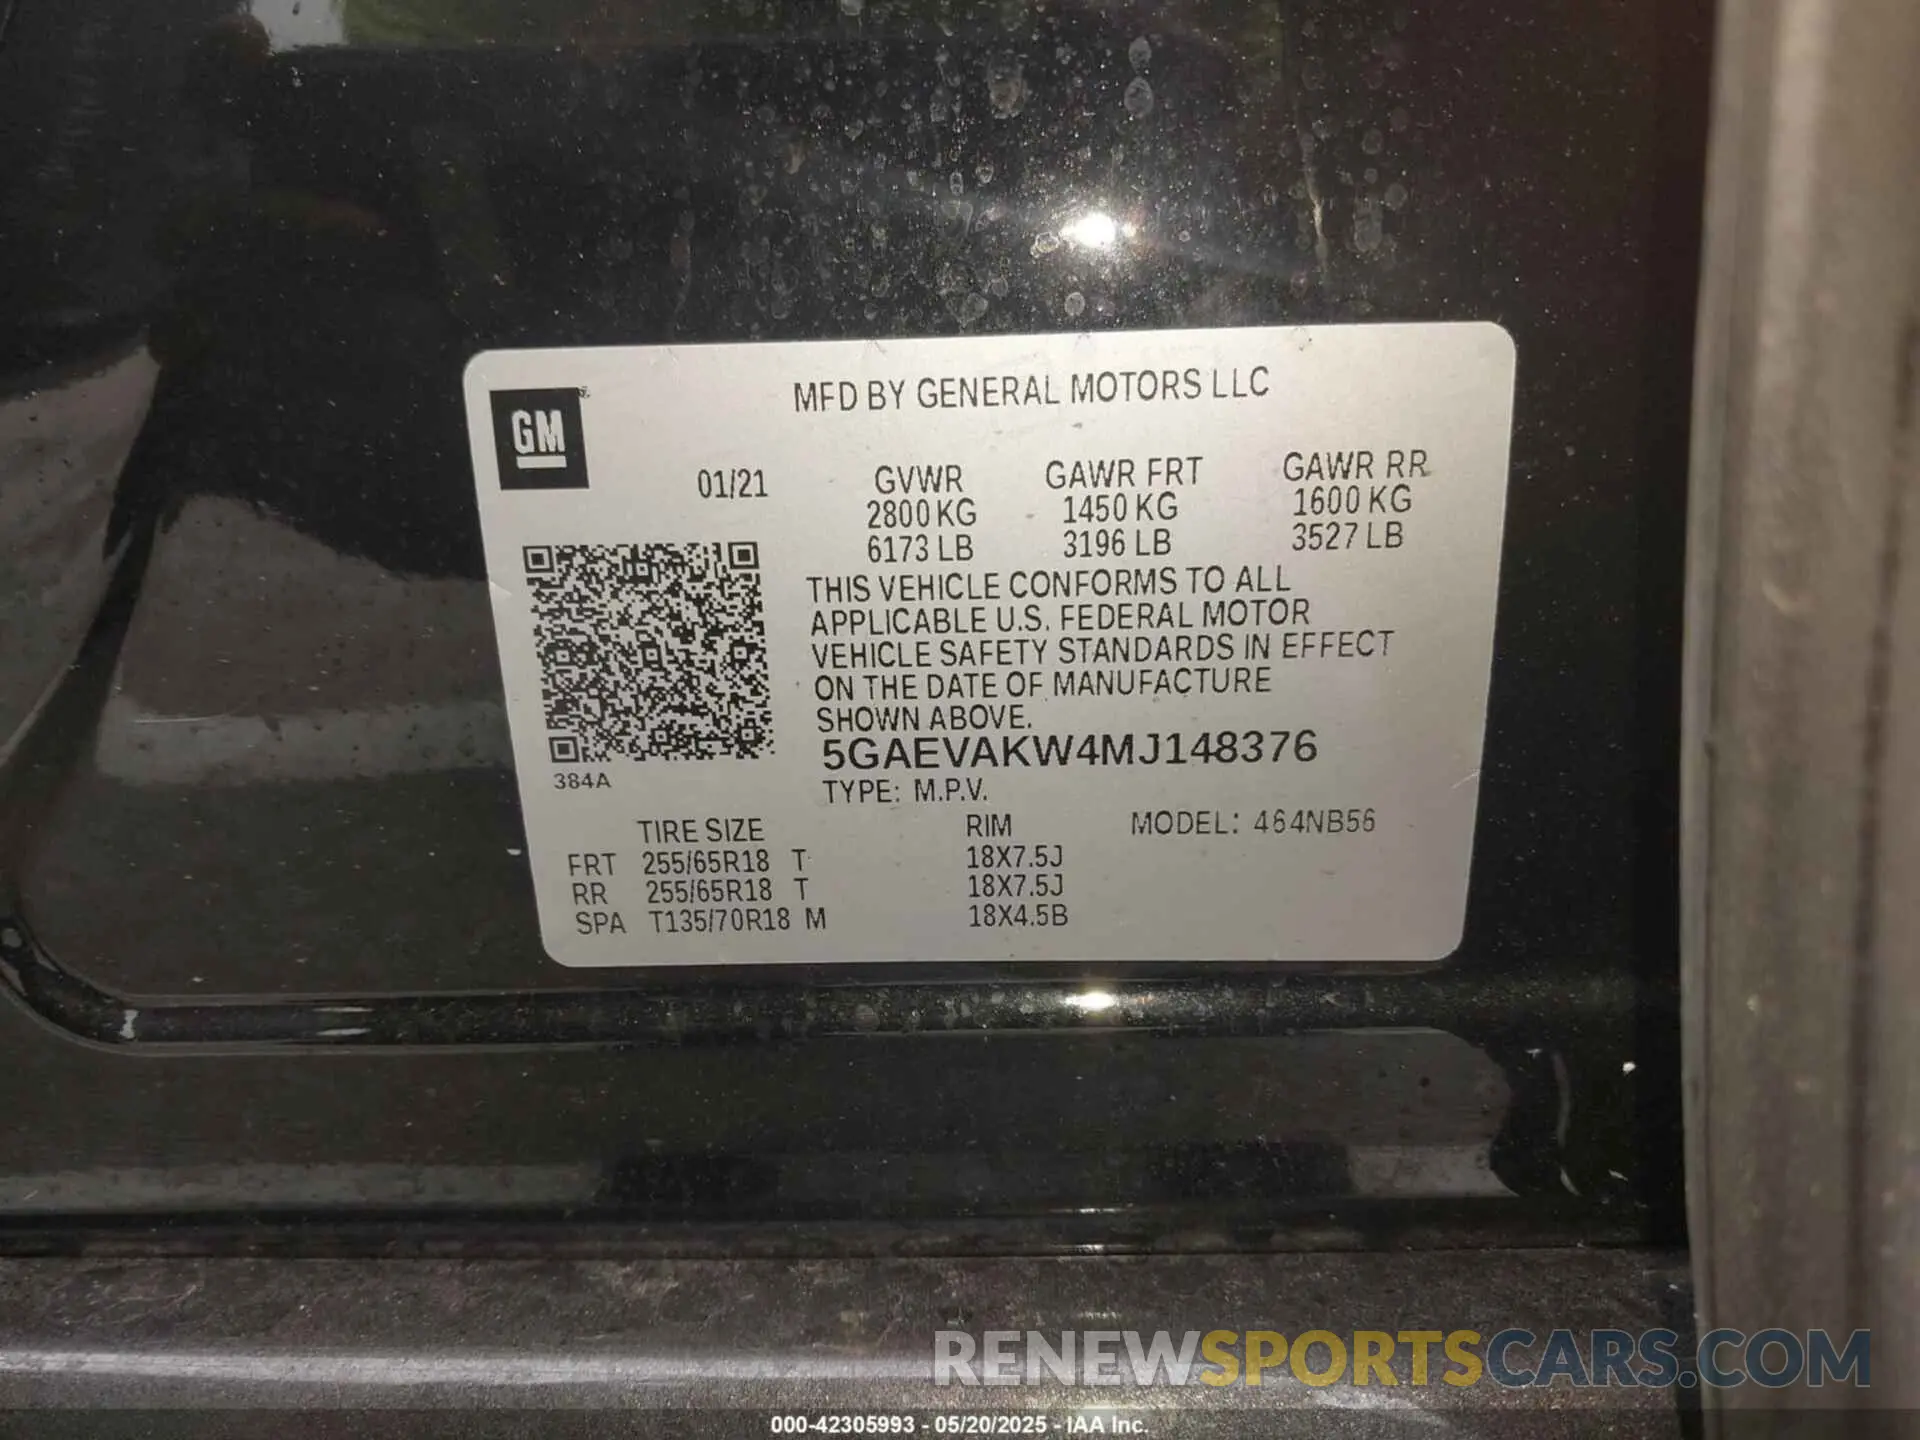 MFD BY GENERAL MOTORS LLC
GM
01/21 GVWR GAWR FRT GAWR RR
2800 KG 1450 KG 1600 KG
6173 LB 3196 LB 3527 LB
THIS VEHICLE CONFORMS TO ALL
APPLICABLE U.S. FEDERAL MOTOR
VEHICLE SAFETY STANDARDS IN EFFECT
ON THE DATE OF MANUFACTURE
SHOWN ABOVE.
5GAEVAKW4MJ148376
384A
TYPE: M.P.V.
TIRE SIZE RIM MODEL: 464NB56
FRT 255/65R18 T 18X7.5J
RR 255/65R18 T 18X7.5J
SPA T135/70R18 M 18X4.5B
RENEWSPORTSCARS.COM
000-42305993 - 05/20/2025 - IAA Inc.